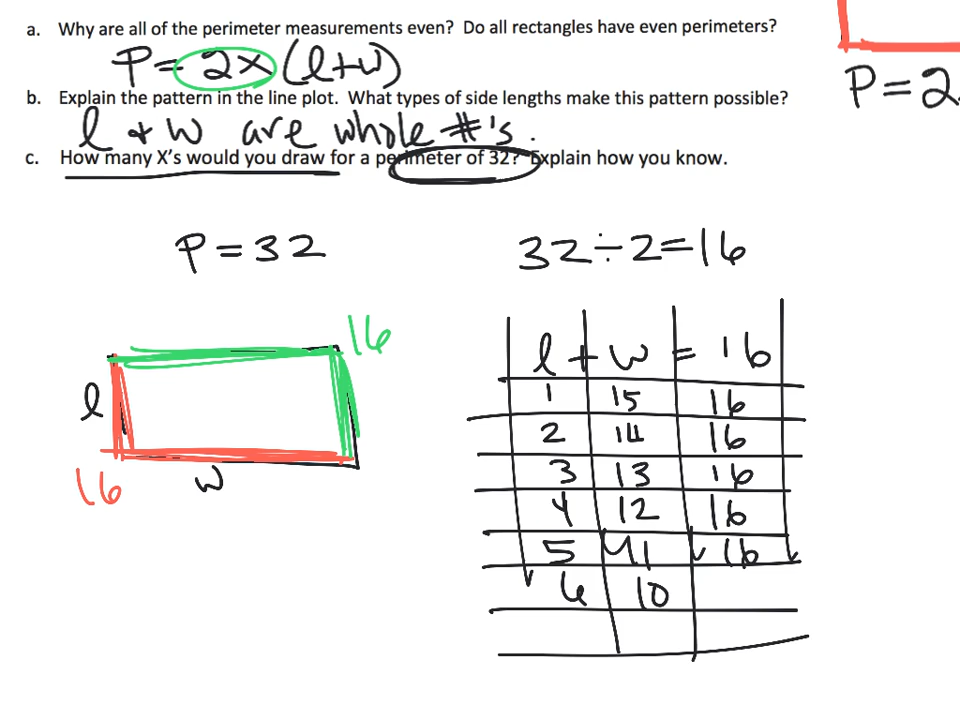 a. Why are all of the perimeter measurements even? Do all rectangles have even perimeters?
P = 2 x (l+w)
b. Explain the pattern in the line plot. What types of side lengths make this pattern possible?
P = 2
l + w are whole #'s.
c. How many X's would you draw for a perimeter of 32? Explain how you know.
P = 32
32 ÷ 2 = 16
16
l
16
w
l + w = 16
1 15 16
2 14 16
3 13 16
4 12 16
5 11 16
6 10